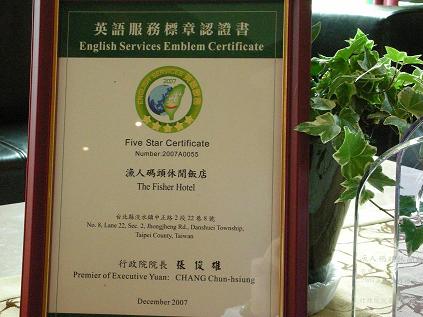 英語服務標章認證書
English Services Emblem Certificate
ENGLISH SERVICES
Five Star Certificate
Number:2007A0055
漁人碼頭休閒飯店
The Fisher Hotel
台北縣淡水鎮中正路2段22巷8號
No. 8, Lane 22, Sec. 2, Jhongjheng Rd., Danshuei Township,
Taipei County, Taiwan
行政院院長 張俊雄
Premier of Executive Yuan: CHANG Chun-hsiung
December 2007